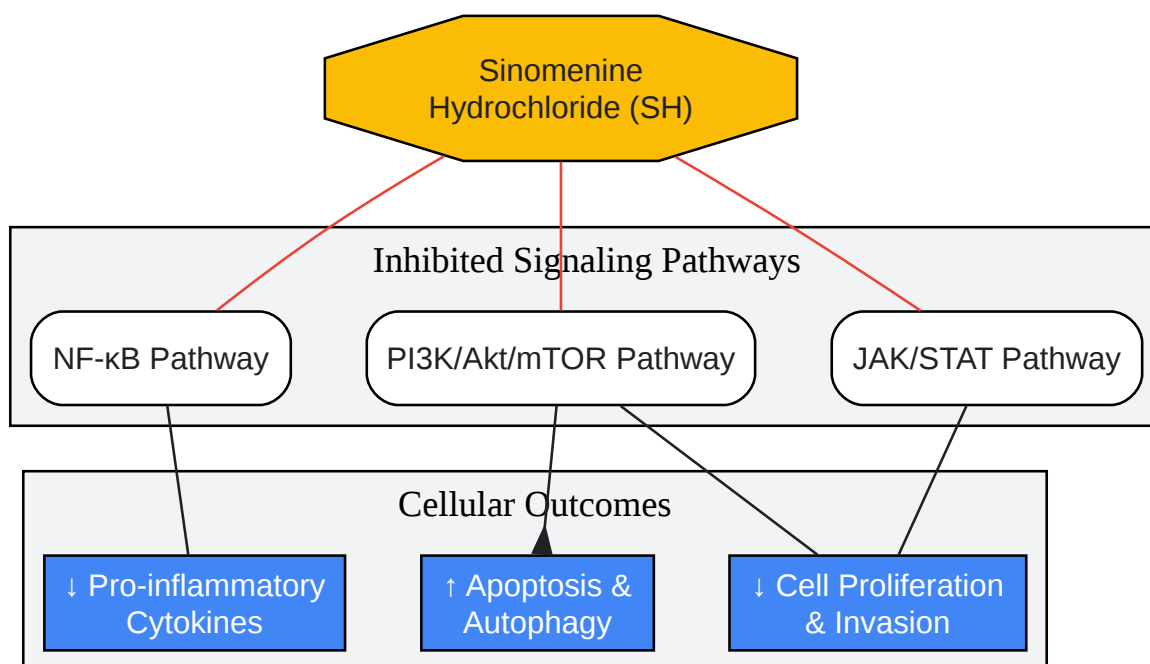 Sinomenine
Hydrochloride (SH)
Inhibited Signaling Pathways
NF-κB Pathway
PI3K/Akt/mTOR Pathway
JAK/STAT Pathway
Cellular Outcomes
↓ Pro-inflammatory
Cytokines
↑ Apoptosis &
Autophagy
↓ Cell Proliferation
& Invasion